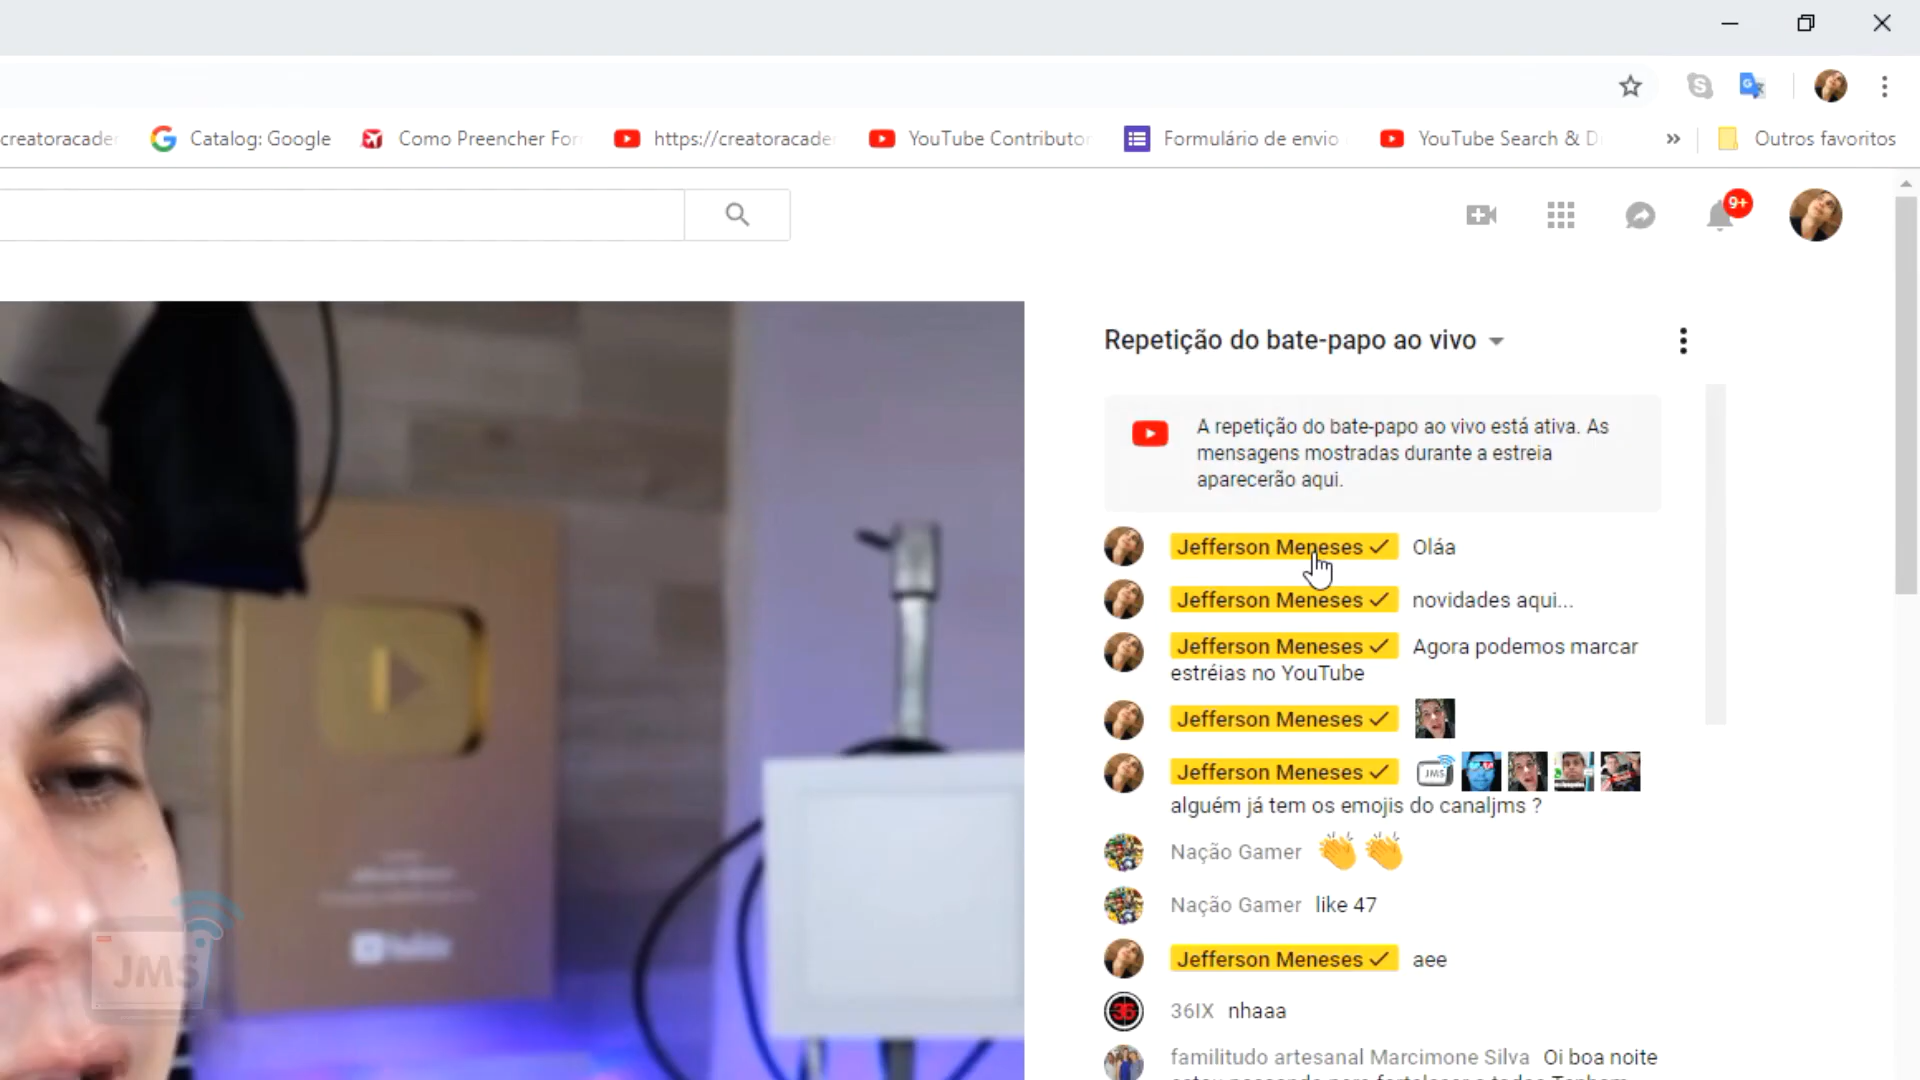 creatoracader
Catalog: Google
Como Preencher For
https://creatoracade
YouTube Contributor
Formulário de envio
YouTube Search & D
»
Outros favoritos
9+
Repetição do bate-papo ao vivo
A repetição do bate-papo ao vivo está ativa. As
mensagens mostradas durante a estreia
aparecerão aqui.
Jefferson Meneses ✓ Oláa
Jefferson Meneses ✓ novidades aqui...
Jefferson Meneses ✓ Agora podemos marcar
estréias no YouTube
Jefferson Meneses ✓
Jefferson Meneses ✓ JMS
alguém já tem os emojis do canaljms ?
Nação Gamer 👏 👏
Nação Gamer like 47
Jefferson Meneses ✓ aee
36 36IX nhaaa
familitudo artesanal Marcimone Silva Oi boa noite
JMS